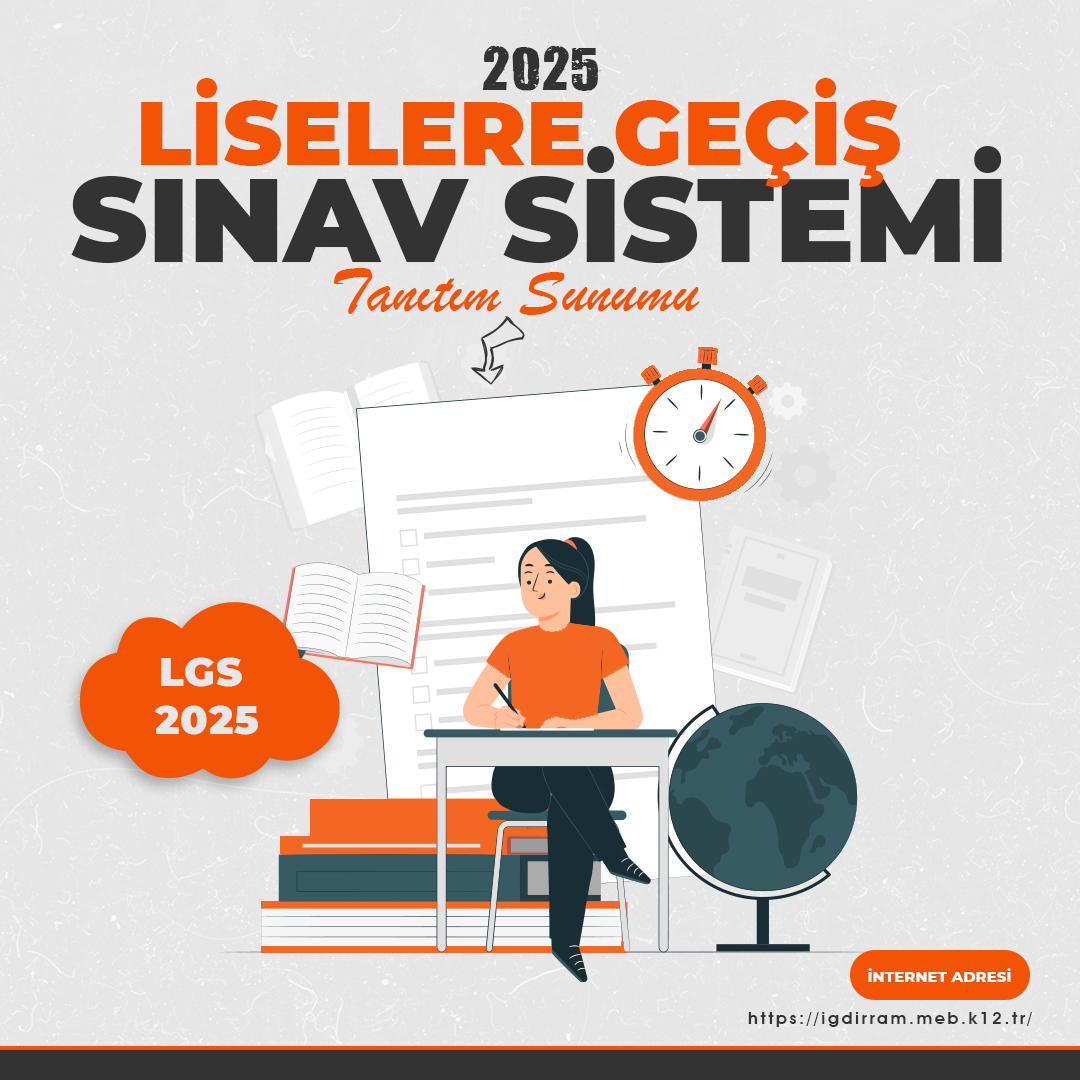 2025
LİSELERE GEÇİŞ
SINAV SİSTEMİ
Tanıtım Sunumu
LGS
2025
İNTERNET ADRESİ
https://igdirram.meb.k12.tr/